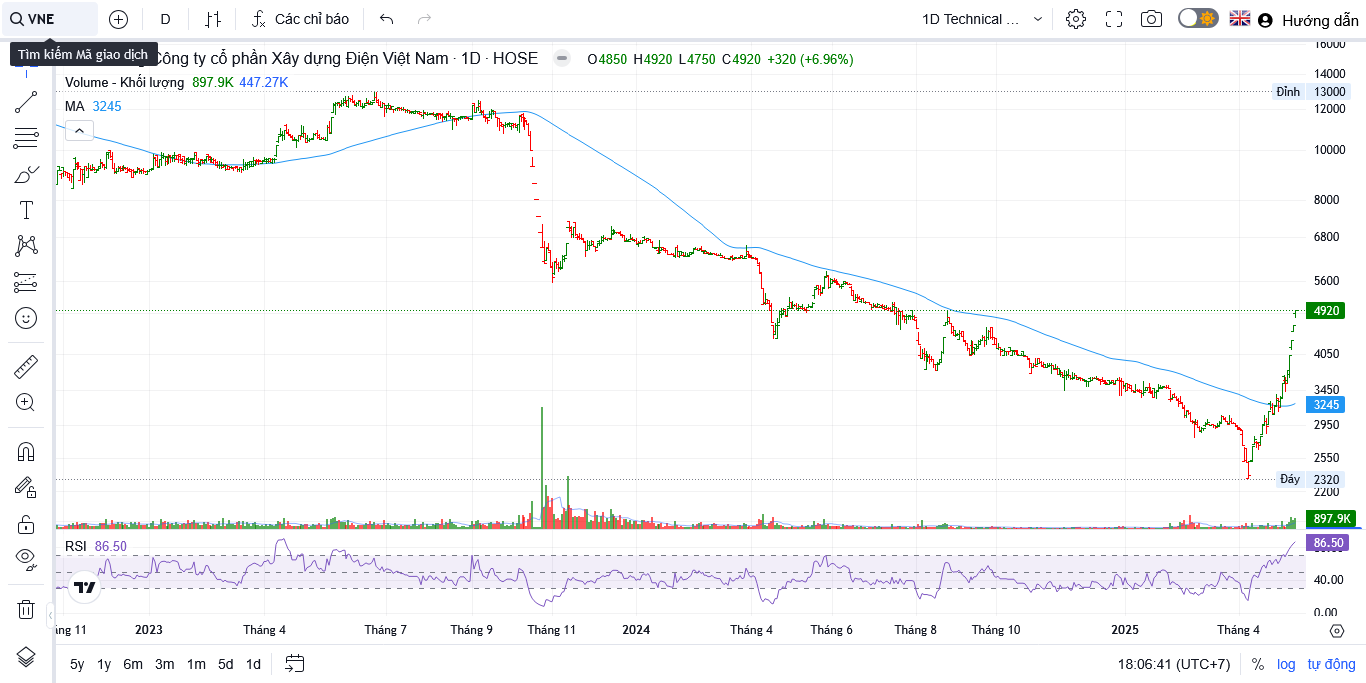 VNE
D
Các chỉ báo
1D Technical ...
Hướng dẫn
Tìm kiếm Mã giao dịch
Công ty cổ phần Xây dựng Điện Việt Nam · 1D · HOSE
O4850 H4920 L4750 C4920 +320 (+6.96%)
Volume - Khối lượng 897.9K 447.27K
MA 3245
16000
14000
Đỉnh 13000
12000
10000
8000
6800
5600
4920
4050
3450
3245
2950
2550
Đáy 2320
2200
897.9K
RSI 86.50
86.50
40.00
0.00
ng 11 2023 Tháng 4 Tháng 7 Tháng 9 Tháng 11 2024 Tháng 4 Tháng 6 Tháng 8 Tháng 10 2025 Tháng 4
5y 1y 6m 3m 1m 5d 1d
18:06:41 (UTC+7) % log tự động